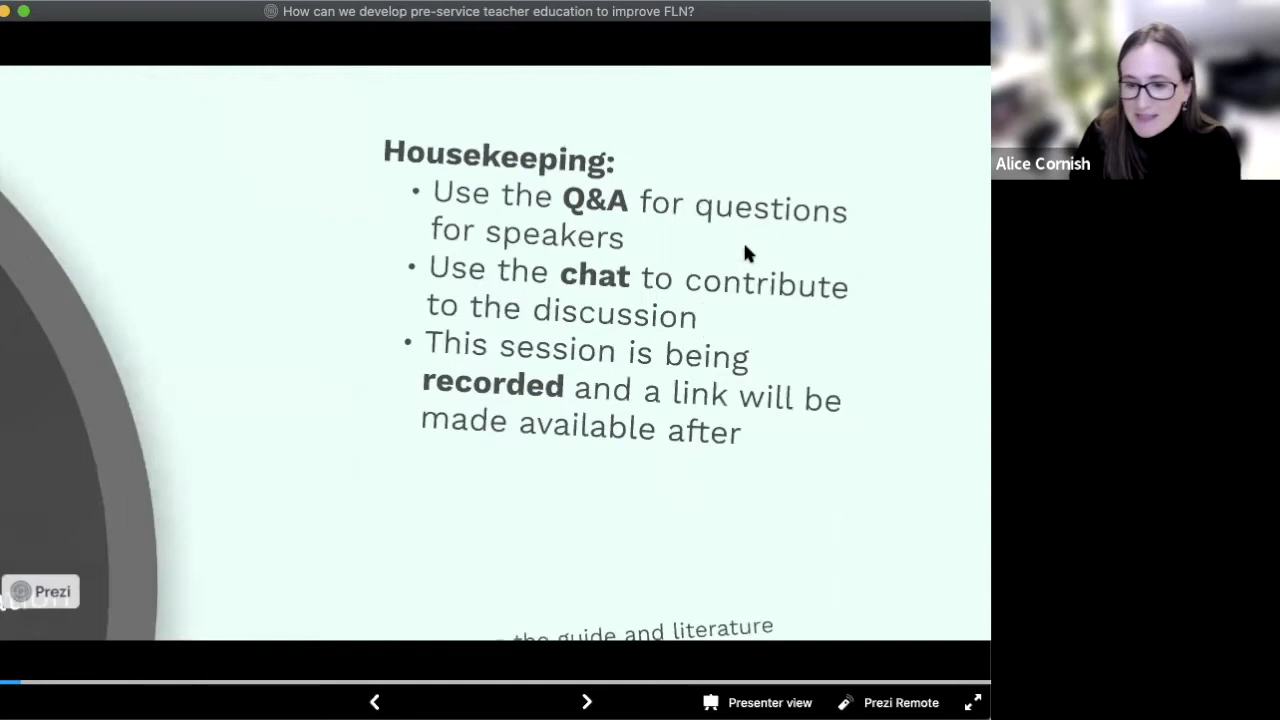 How can we develop pre-service teacher education to improve FLN?
Alice Cornish
Housekeeping:
• Use the Q&A for questions
for speakers
• Use the chat to contribute
to the discussion
• This session is being
recorded and a link will be
made available after
Prezi
the guide and literature
Presenter view
Prezi Remote